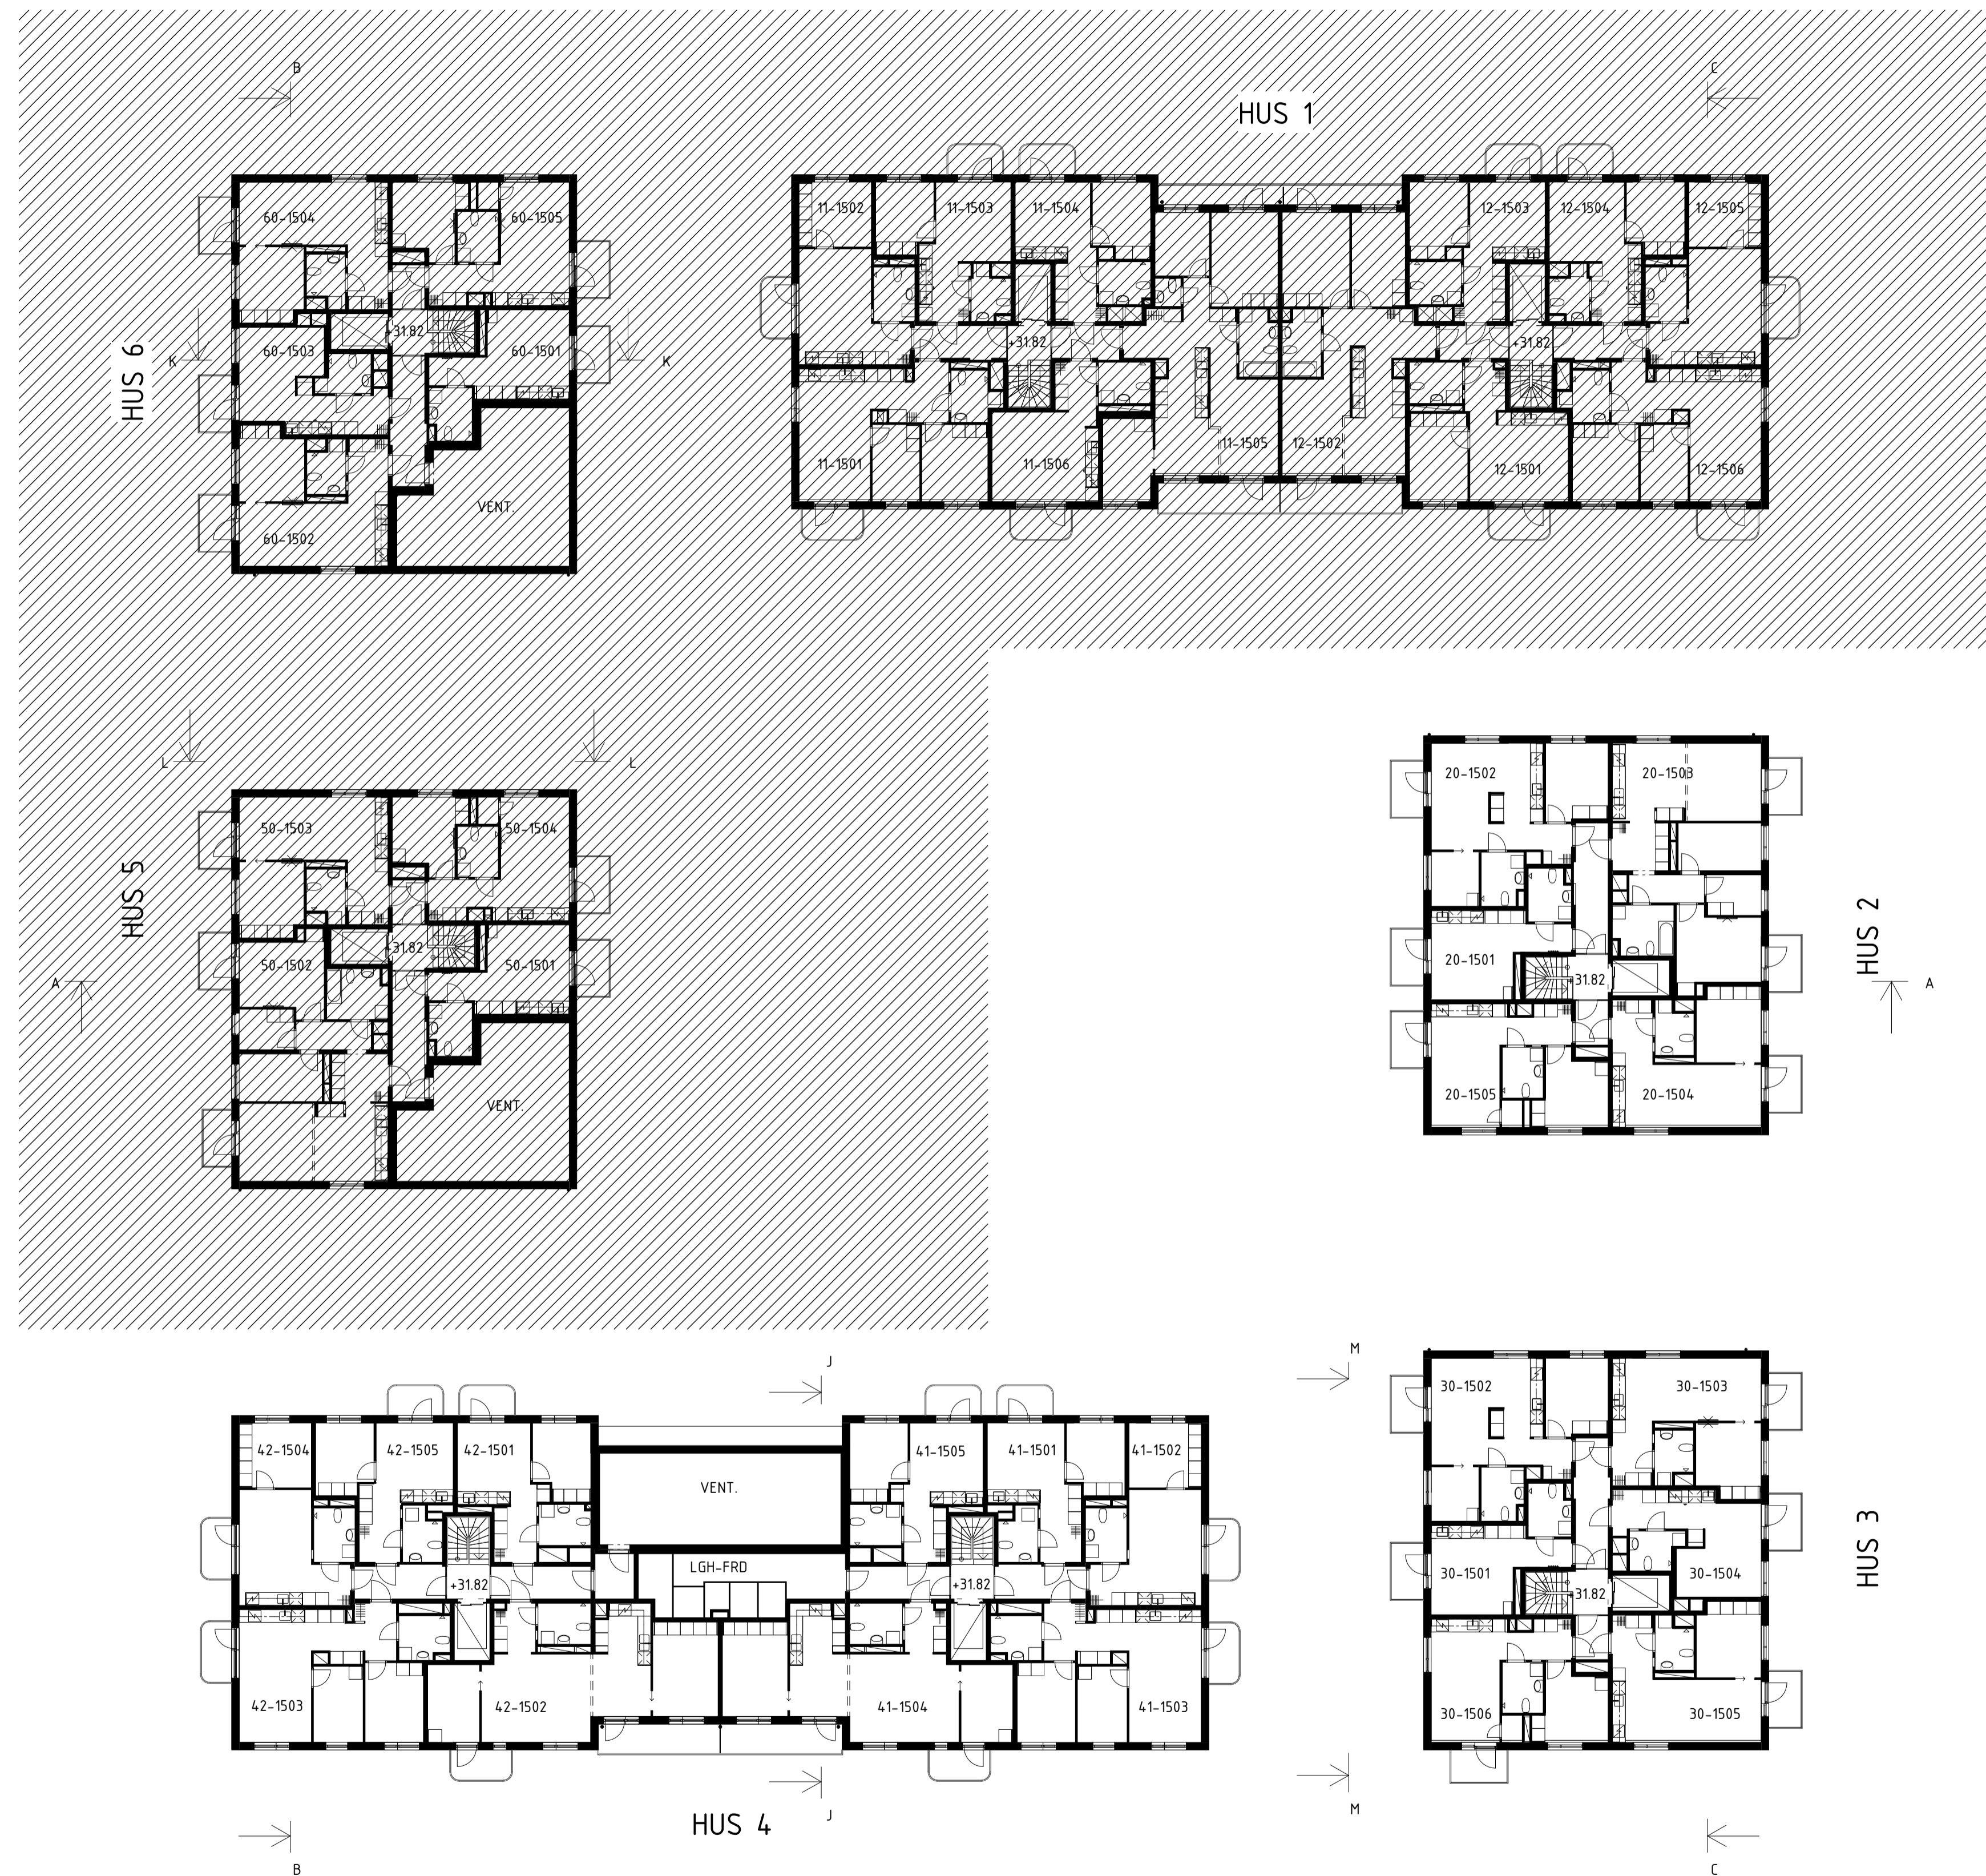 B
C
HUS 1
60-1504
60-1505
11-1502
11-1503
11-1504
12-1503
12-1504
12-1505
+31.82
+31.82
+31.82
K
60-1503
60-1501
K
HUS 6
11-1501
11-1506
11-1505
12-1502
12-1501
12-1506
VENT.
60-1502
L
L
20-1502
20-1503
50-1503
50-1504
HUS 5
HUS 2
+31.82
50-1502
50-1501
20-1501
+31.82
A
A
20-1505
20-1504
VENT.
M
J
30-1502
30-1503
42-1504
42-1505
42-1501
41-1505
41-1501
41-1502
VENT.
HUS 3
LGH-FRD
30-1501
30-1504
+31.82
+31.82
+31.82
42-1503
42-1502
41-1504
41-1503
30-1506
30-1505
M
J
HUS 4
B
C